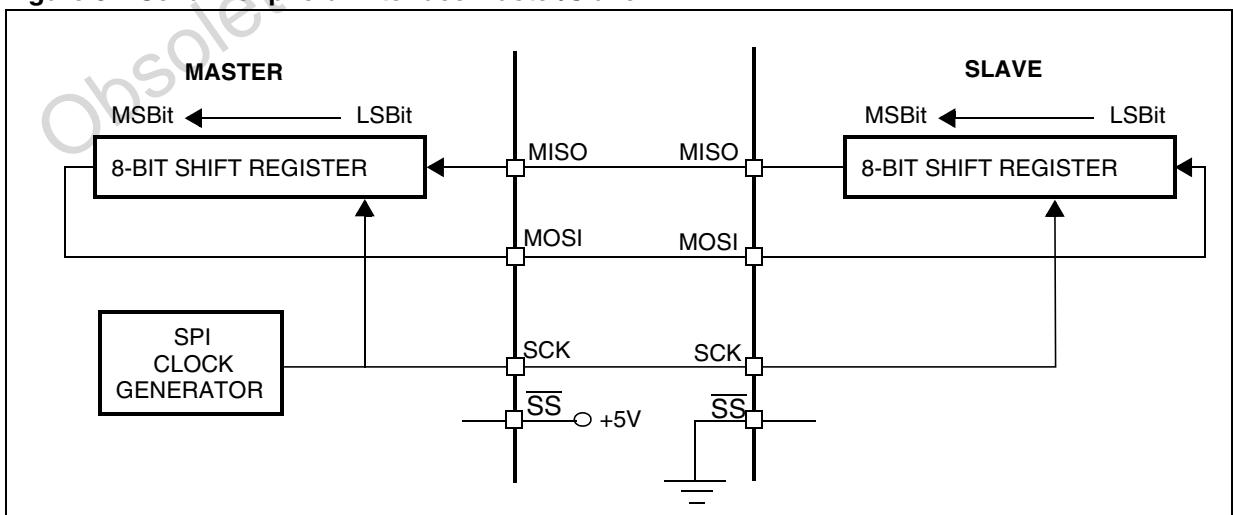 MASTER
SLAVE
MSBit LSBit
MSBit LSBit
8-BIT SHIFT REGISTER
8-BIT SHIFT REGISTER
MISO MISO
MOSI MOSI
SPI
CLOCK
GENERATOR
SCK SCK
SS +5V
SS
Obsolet